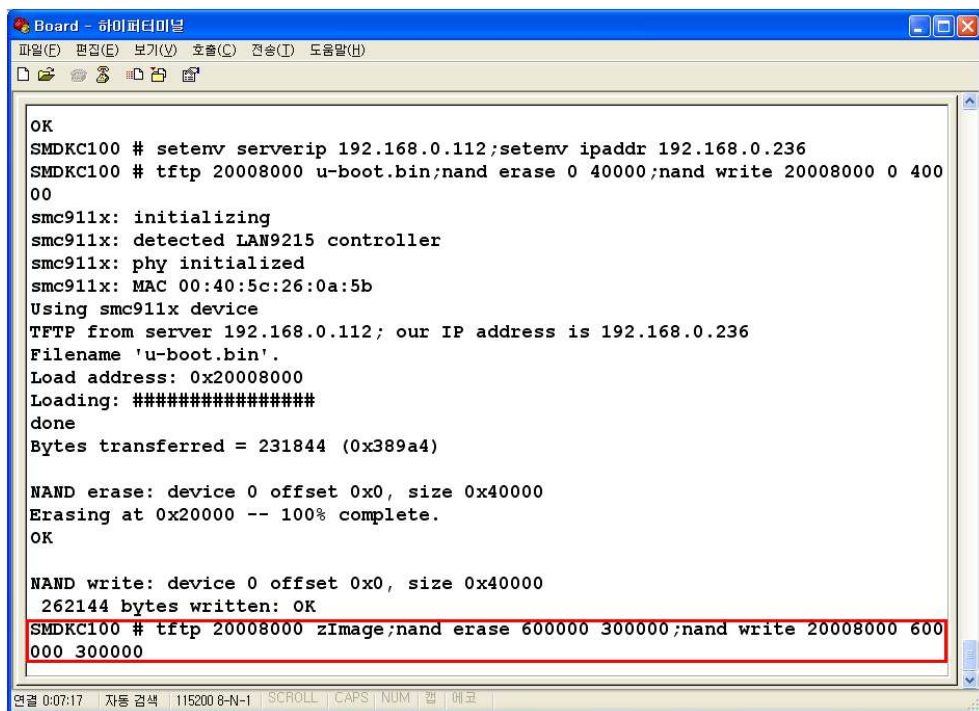 Board - 하이퍼터미널
파일(F) 편집(E) 보기(V) 호출(C) 전송(T) 도움말(H)
OK
SMDKC100 # setenv serverip 192.168.0.112;setenv ipaddr 192.168.0.236
SMDKC100 # tftp 20008000 u-boot.bin;nand erase 0 40000;nand write 20008000 0 400
00
smc911x: initializing
smc911x: detected LAN9215 controller
smc911x: phy initialized
smc911x: MAC 00:40:5c:26:0a:5b
Using smc911x device
TFTP from server 192.168.0.112; our IP address is 192.168.0.236
Filename 'u-boot.bin'.
Load address: 0x20008000
Loading: ################
done
Bytes transferred = 231844 (0x389a4)
NAND erase: device 0 offset 0x0, size 0x40000
Erasing at 0x20000 -- 100% complete.
OK
NAND write: device 0 offset 0x0, size 0x40000
262144 bytes written: OK
SMDKC100 # tftp 20008000 zImage;nand erase 600000 300000;nand write 20008000 600
000 300000
연결 0:07:17 자동 검색 115200 8-N-1 SCROLL CAPS NUM 캡 에코